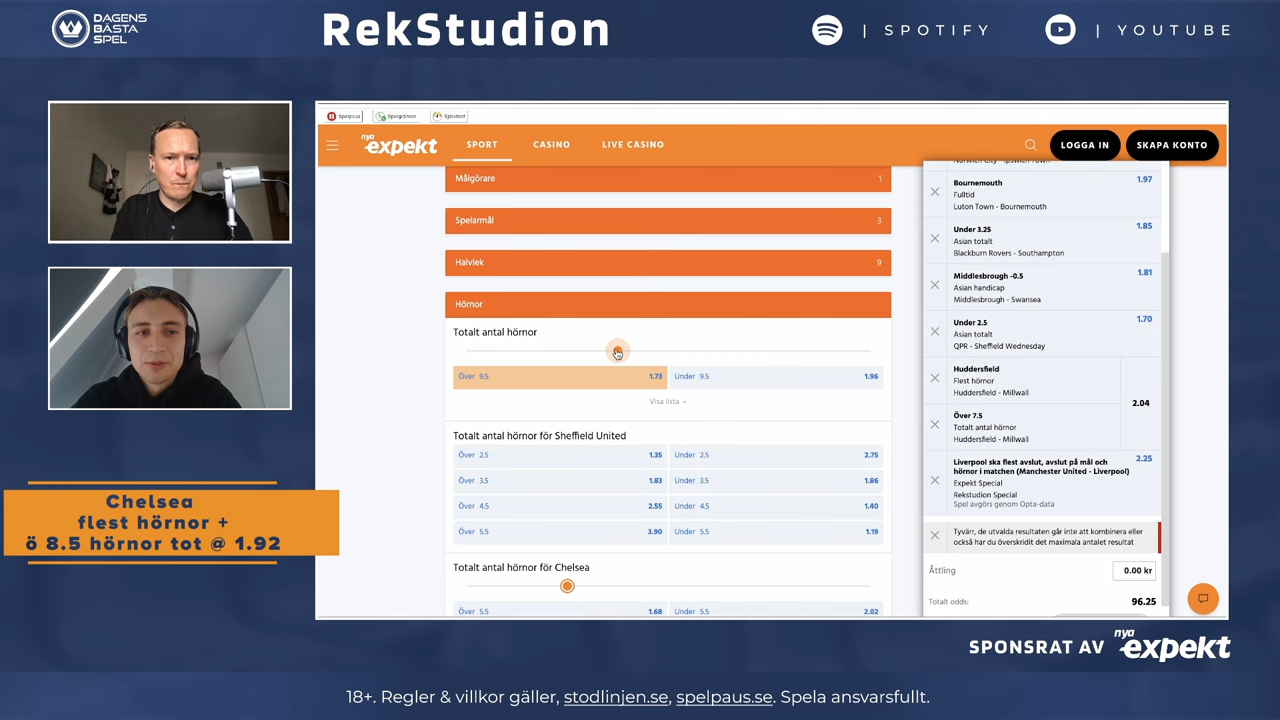 DAGENS
BÄSTA
SPEL
RekStudion
| SPOTIFY
| YOUTUBE
Spelpaus
Spelgränser
Självtest
nya
expekt
SPORT
CASINO
LIVE CASINO
LOGGA IN
SKAPA KONTO
Målgörare 1
Spelarmål 3
Halvlek 9
Hörnor
Totalt antal hörnor
Över 9.5 1.73 Under 9.5 1.96
Visa lista
Totalt antal hörnor för Sheffield United
Över 2.5 1.35 Under 2.5 2.75
Över 3.5 1.83 Under 3.5 1.86
Över 4.5 2.55 Under 4.5 1.40
Över 5.5 3.90 Under 5.5 1.19
Totalt antal hörnor för Chelsea
Över 5.5 1.68 Under 5.5 2.02
Norwich City - Ipswich Town
Bournemouth 1.97
Fulltid
Luton Town - Bournemouth
Under 3.25 1.85
Asian totalt
Blackburn Rovers - Southampton
Middlesbrough -0.5 1.81
Asian handicap
Middlesbrough - Swansea
Under 2.5 1.70
Asian totalt
QPR - Sheffield Wednesday
Huddersfield
Flest hörnor
Huddersfield - Millwall
2.04
Över 7.5
Totalt antal hörnor
Huddersfield - Millwall
Liverpool ska flest avslut, avslut på mål och 2.25
hörnor i matchen (Manchester United - Liverpool)
Expekt Special
Rekstudion Special
Spel avgörs genom Opta-data
Tyvärr, de utvalda resultaten går inte att kombinera eller
också har du överskridit det maximala antalet resultat
Åttling 0.00 kr
Totalt odds: 96.25
Chelsea
flest hörnor +
ö 8.5 hörnor tot @ 1.92
SPONSRAT AV nya expekt
18+. Regler & villkor gäller, stodlinjen.se, spelpaus.se. Spela ansvarsfullt.